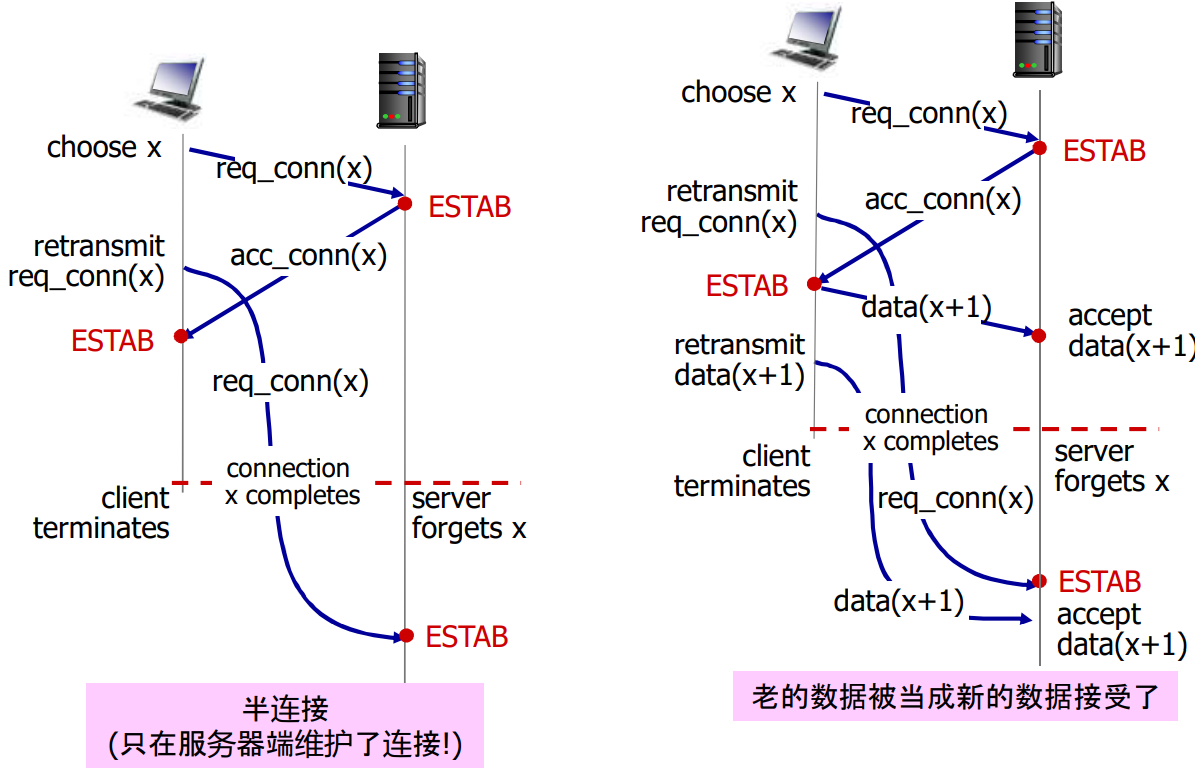 choose x
req_conn(x)
ESTAB
retransmit
req_conn(x)
acc_conn(x)
ESTAB
req_conn(x)
connection
x completes
client
terminates
server
forgets x
ESTAB
半连接
(只在服务器端维护了连接!)
choose x
req_conn(x)
ESTAB
retransmit
req_conn(x)
acc_conn(x)
ESTAB
data(x+1)
accept
data(x+1)
retransmit
data(x+1)
connection
x completes
client
terminates
server
forgets x
req_conn(x)
ESTAB
data(x+1)
accept
data(x+1)
老的数据被当成新的数据接受了